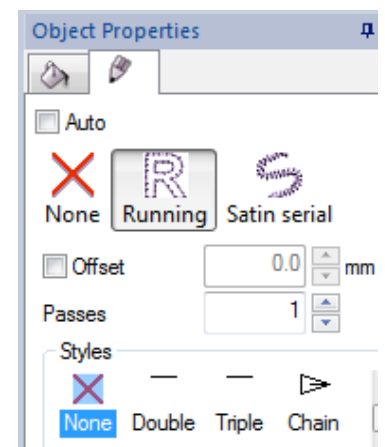 Object Properties
Auto
None Running Satin serial
Offset 0.0 mm
Passes 1
Styles
None Double Triple Chain